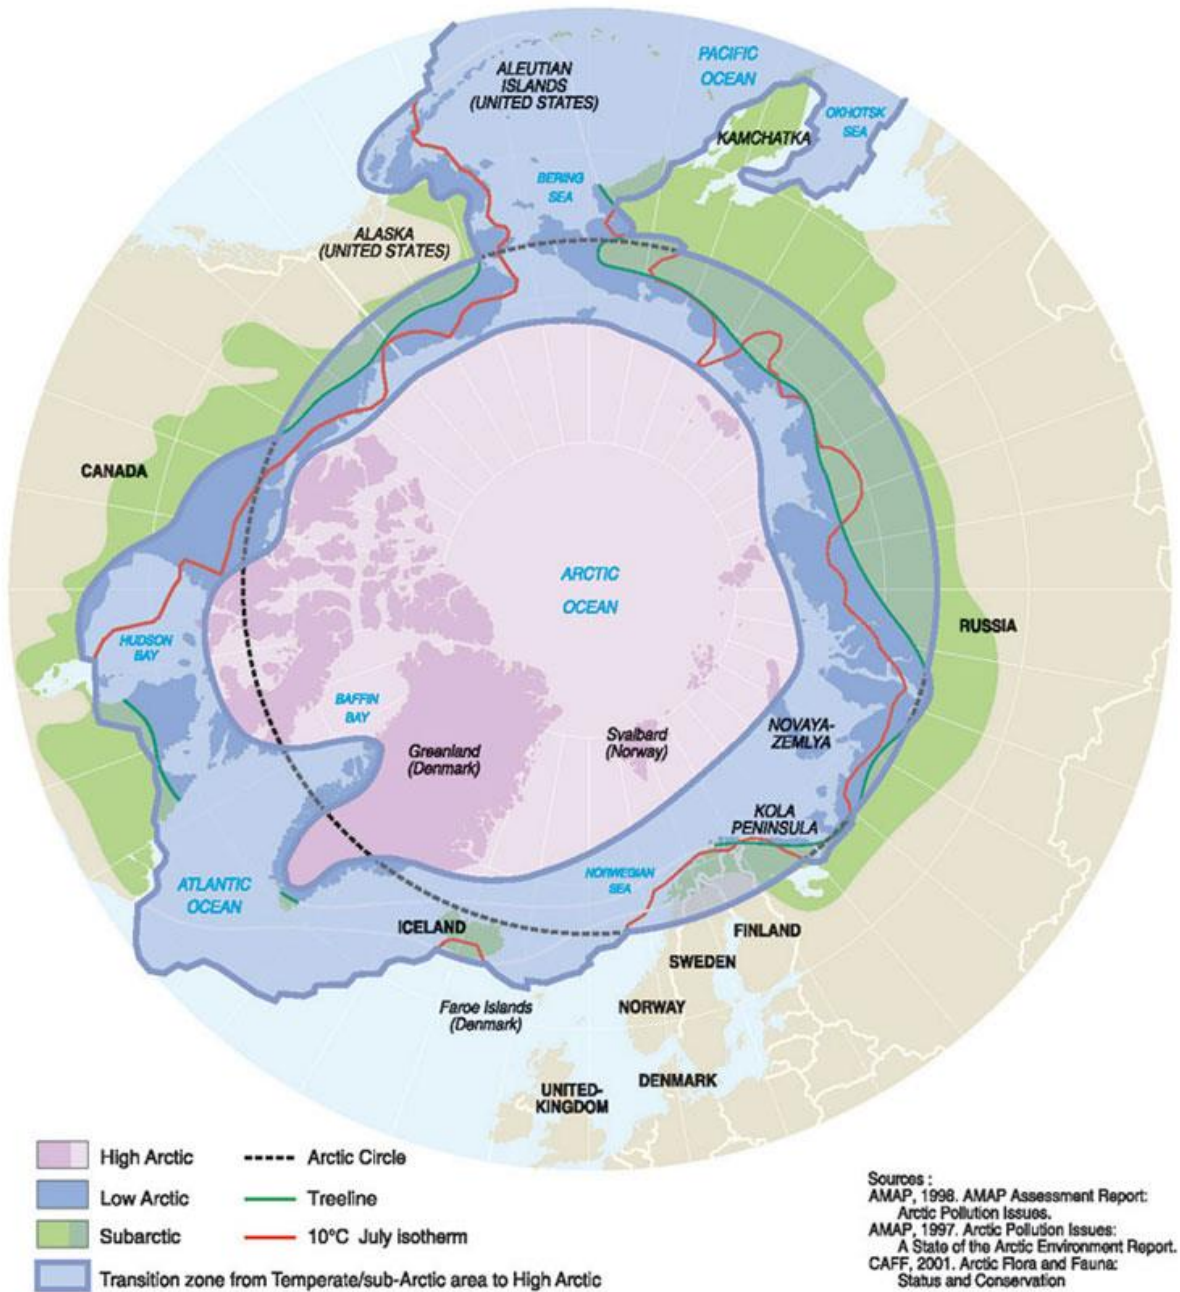 PACIFIC
OCEAN
ALEUTIAN
ISLANDS
(UNITED STATES)
OKHOTSK
SEA
KAMCHATKA
BERING
SEA
ALASKA
(UNITED STATES)
CANADA
ARCTIC
OCEAN
RUSSIA
HUDSON
BAY
BAFFIN
BAY
Greenland
(Denmark)
Svalbard
(Norway)
NOVAYA-
ZEMLYA
KOLA
PENINSULA
NORWEGIAN
SEA
ATLANTIC
OCEAN
ICELAND
FINLAND
SWEDEN
NORWAY
Faroe Islands
(Denmark)
DENMARK
UNITED-
KINGDOM
High Arctic
Low Arctic
Subarctic
Transition zone from Temperate/sub-Arctic area to High Arctic
Arctic Circle
Treeline
10°C July isotherm
Sources :
AMAP, 1998. AMAP Assessment Report:
Arctic Pollution Issues.
AMAP, 1997. Arctic Pollution Issues:
A State of the Arctic Environment Report.
CAFF, 2001. Arctic Flora and Fauna:
Status and Conservation